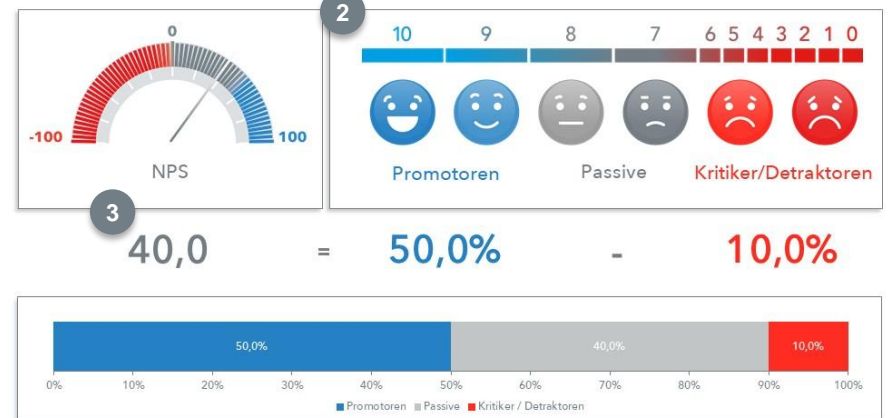 2
0
-100
100
NPS
10 9 8 7 6 5 4 3 2 1 0
Promotoren Passive Kritiker/Detraktoren
3
40,0 = 50,0% - 10,0%
50,0% 40,0% 10,0%
0% 10% 20% 30% 40% 50% 60% 70% 80% 90% 100%
Promotoren Passive Kritiker / Detraktoren